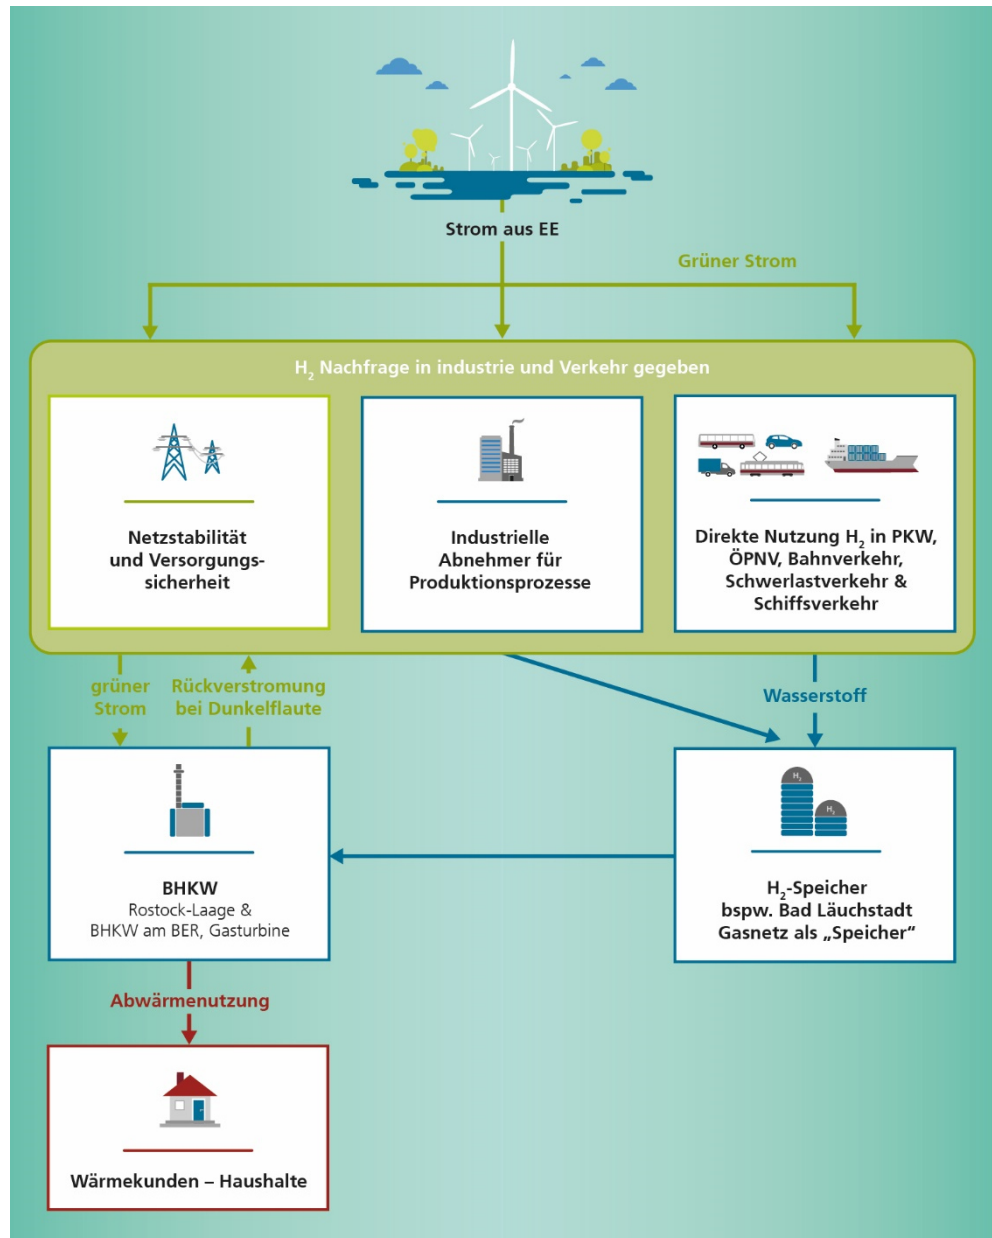 Strom aus EE
Grüner Strom
H₂ Nachfrage in industrie und Verkehr gegeben
Netzstabilität
und Versorgungs-
sicherheit
Industrielle
Abnehmer für
Produktionsprozesse
Direkte Nutzung H₂ in PKW,
ÖPNV, Bahnverkehr,
Schwerlastverkehr &
Schiffsverkehr
grüner
Strom
Rückverstromung
bei Dunkelflaute
Wasserstoff
BHKW
Rostock-Laage &
BHKW am BER, Gasturbine
H₂
H₂
H₂-Speicher
bspw. Bad Läuchstadt
Gasnetz als „Speicher“
Abwärmenutzung
Wärmekunden – Haushalte